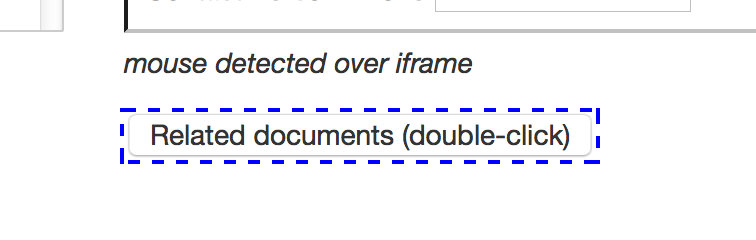 mouse detected over iframe
Related documents (double-click)